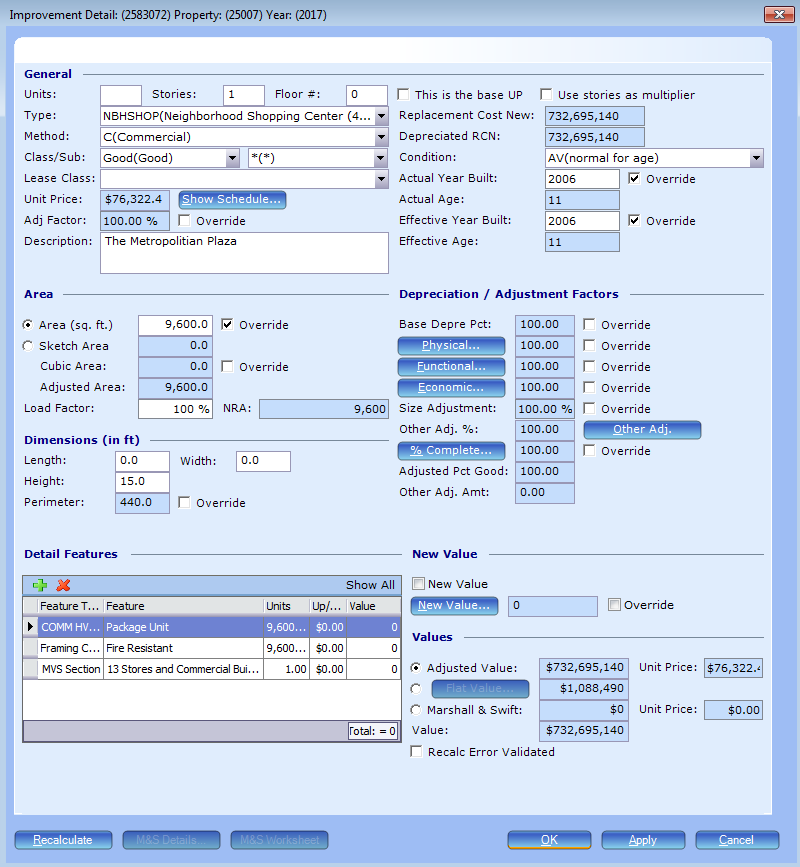 Improvement Detail: (2583072) Property: (25007) Year: (2017)
General
Units: Stories: 1 Floor #: 0
This is the base UP Use stories as multiplier
Type: NBHSHOP(Neighborhood Shopping Center (4...
Replacement Cost New: 732,695,140
Method: C(Commercial)
Depreciated RCN: 732,695,140
Class/Sub: Good(Good) *(*)
Condition: AV(normal for age)
Lease Class:
Actual Year Built: 2006 Override
Unit Price: $76,322.4 Show Schedule...
Actual Age: 11
Adj Factor: 100.00 % Override
Effective Year Built: 2006 Override
Description: The Metropolitian Plaza
Effective Age: 11
Area
Area (sq. ft.) 9,600.0 Override
Sketch Area 0.0
Cubic Area: 0.0 Override
Adjusted Area: 9,600.0
Load Factor: 100 % NRA: 9,600
Dimensions (in ft)
Length: 0.0 Width: 0.0
Height: 15.0
Perimeter: 440.0 Override
Depreciation / Adjustment Factors
Base Depre Pct: 100.00 Override
Physical... 100.00 Override
Functional... 100.00 Override
Economic... 100.00 Override
Size Adjustment: 100.00 % Override
Other Adj. %: 100.00 Other Adj.
% Complete... 100.00 Override
Adjusted Pct Good: 100.00
Other Adj. Amt: 0.00
Detail Features
Show All
Feature T... Feature Units Up/... Value
COMM HV... Package Unit 9,600... $0.00 0
Framing C... Fire Resistant 9,600... $0.00 0
MVS Section 13 Stores and Commercial Bui... 1.00 $0.00 0
Total: = 0
New Value
New Value
New Value... 0 Override
Values
Adjusted Value: $732,695,140 Unit Price: $76,322.4
Flat Value... $1,088,490
Marshall & Swift: $0 Unit Price: $0.00
Value: $732,695,140
Recalc Error Validated
Recalculate M&S Details... M&S Worksheet OK Apply Cancel